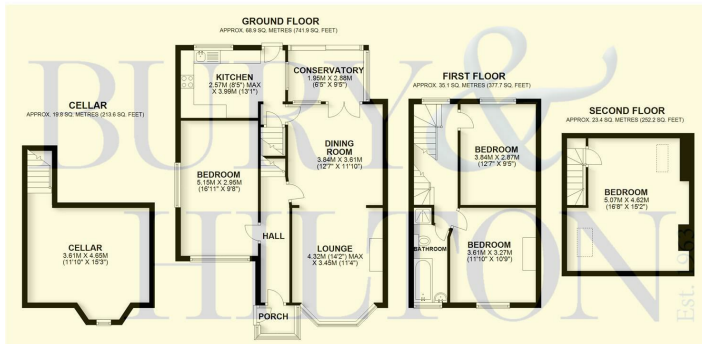 GROUND FLOOR
APPROX. 68.9 SQ. METRES (741.9 SQ. FEET)
KITCHEN
2.57M (8'5") MAX
X 3.99M (13'1")
CONSERVATORY
1.95M X 2.88M
(6'5" X 9'5")
FIRST FLOOR
APPROX. 35.1 SQ. METRES (377.7 SQ. FEET)
CELLAR
APPROX. 19.8 SQ. METRES (213.6 SQ. FEET)
SECOND FLOOR
APPROX. 23.4 SQ. METRES (252.2 SQ. FEET)
BURY &
HILTON
DINING
ROOM
3.84M X 3.61M
(12'7" X 11'10")
BEDROOM
3.84M X 2.87M
(12'7" X 9'5")
BEDROOM
5.15M X 2.95M
(16'11" X 9'8")
BEDROOM
5.07M X 4.62M
(16'8" X 15'2")
HALL
CELLAR
3.61M X 4.65M
(11'10" X 15'3")
LOUNGE
4.32M (14'2") MAX
X 3.45M (11'4")
BATHROOM
BEDROOM
3.61M X 3.27M
(11'10" X 10'9")
PORCH
Est.